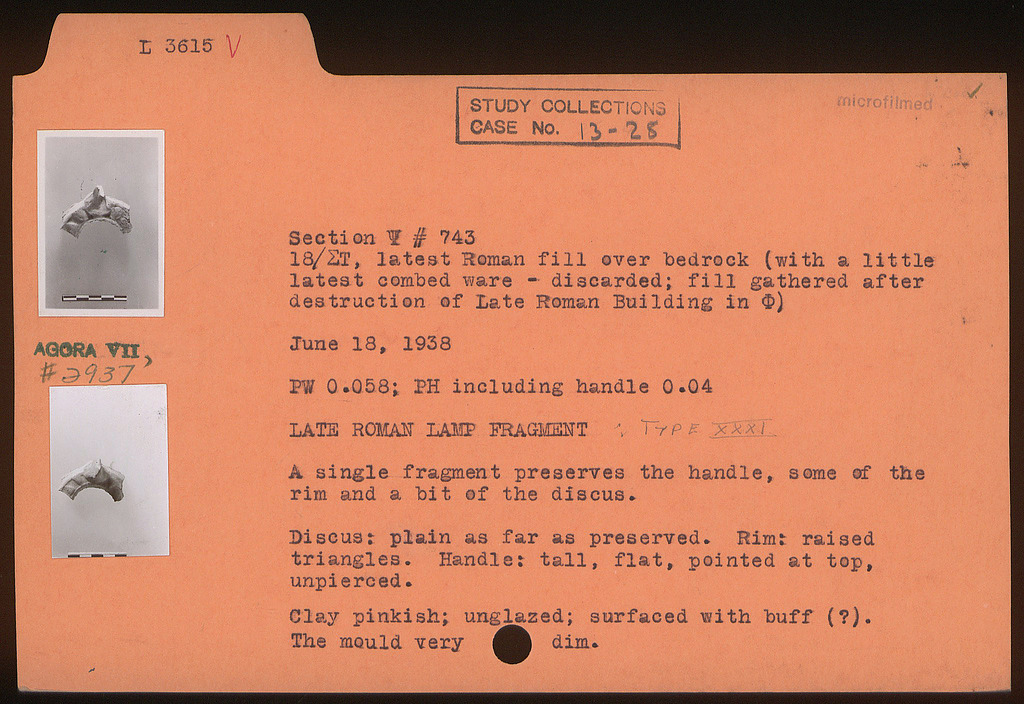 L 3615 V
microfilmed ✓
STUDY COLLECTIONS
CASE No. 13-28
AGORA VII,
#2937
Section Ψ # 743
18/ΣΤ, latest Roman fill over bedrock (with a little
latest combed ware - discarded; fill gathered after
destruction of Late Roman Building in Φ)
June 18, 1938
PW 0.058; PH including handle 0.04
LATE ROMAN LAMP FRAGMENT : TYPE XXXI
A single fragment preserves the handle, some of the
rim and a bit of the discus.
Discus: plain as far as preserved. Rim: raised
triangles. Handle: tall, flat, pointed at top,
unpierced.
Clay pinkish; unglazed; surfaced with buff (?).
The mould very dim.